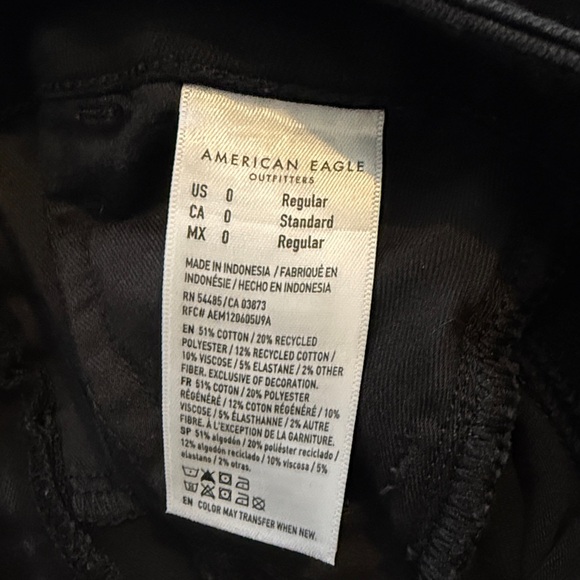 AMERICAN EAGLE
OUTFITTERS
US 0 Regular
CA 0 Standard
MX 0 Regular
MADE IN INDONESIA / FABRIQUÉ EN
INDONÉSIE / HECHO EN INDONESIA
RN 54485 / CA 03873
RFC# AEM120605U9A
EN 51% COTTON / 20% RECYCLED
POLYESTER / 12% RECYCLED COTTON /
10% VISCOSE / 5% ELASTANE / 2% OTHER
FIBER. EXCLUSIVE OF DECORATION.
FR 51% COTON / 20% POLYESTER
RÉGÉNÉRÉ / 12% COTON RÉGÉNÉRÉ / 10%
VISCOSE / 5% ÉLASTHANNE / 2% AUTRE
FIBRE. À L'EXCEPTION DE LA GARNITURE.
SP 51% algodón / 20% poliéster reciclado /
12% algodón reciclado / 10% viscosa / 5%
elastano / 2% otras.
EN COLOR MAY TRANSFER WHEN NEW.